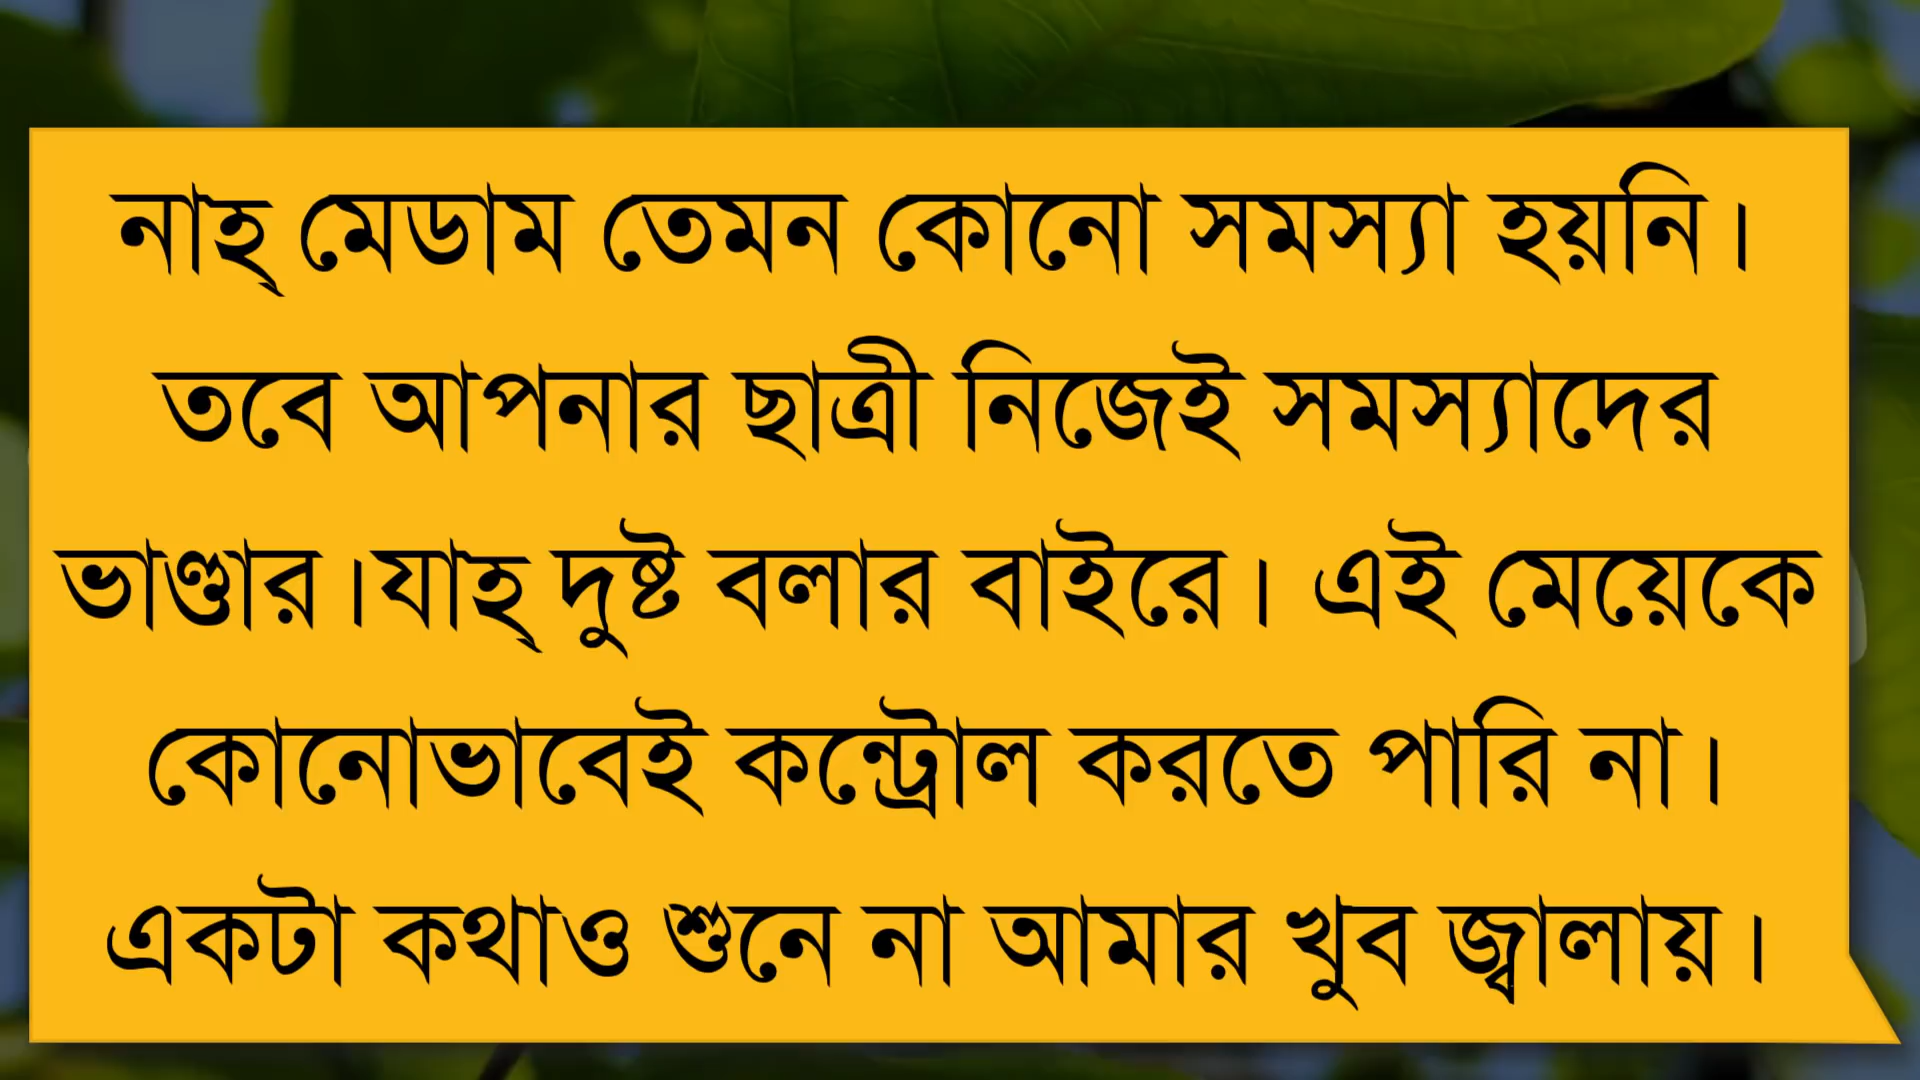 নাহ্ মেডাম তেমন কোনো সমস্যা হয়নি।
তবে আপনার ছাত্রী নিজেই সমস্যাদের
ভাণ্ডার।যাহ্ দুষ্ট বলার বাইরে। এই মেয়েকে
কোনোভাবেই কন্ট্রোল করতে পারি না।
একটা কথাও শুনে না আমার খুব জ্বালায়।